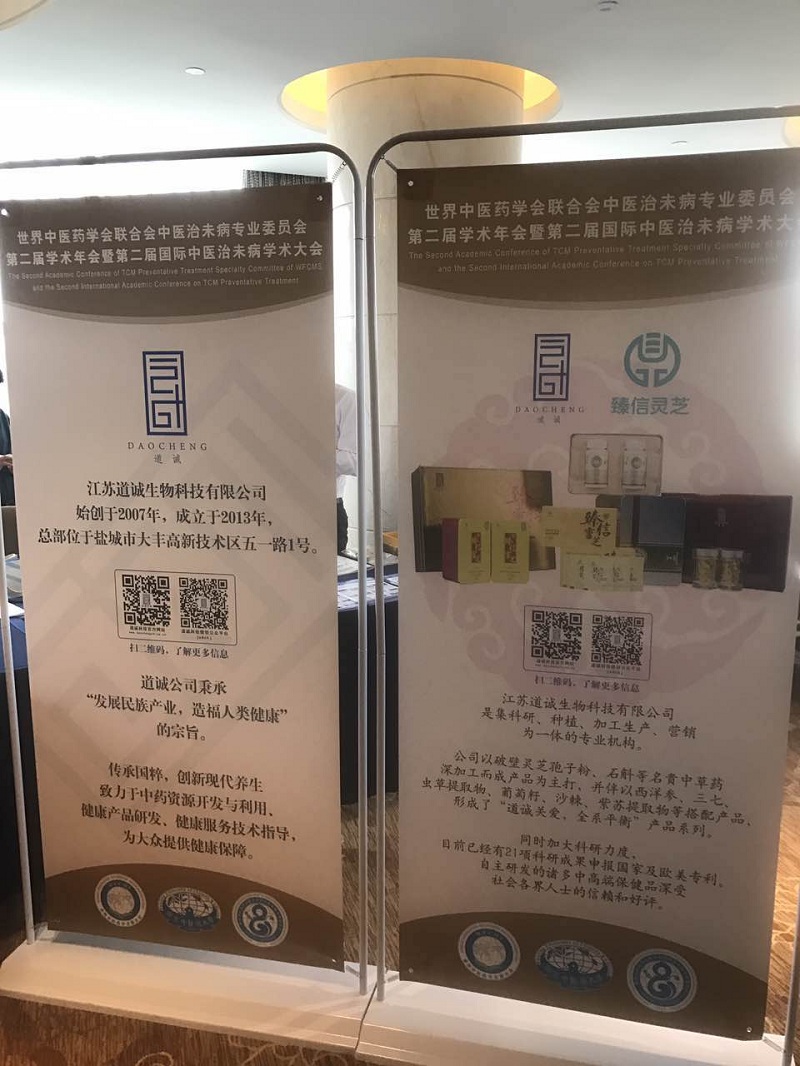 世界中医药学会联合会中医治未病专业委员会
第二届学术年会暨第二届国际中医治未病学术大会
The Second Academic Conference of TCM Preventative Treatment Specialty Committee of WFCMS
and the Second International Academic Conference on TCM Preventative Treatment
DAOCHENG
道诚
江苏道诚生物科技有限公司
始创于2007年，成立于2013年，
总部位于盐城市大丰高新技术区五一路1号。
扫二维码，了解更多信息
道诚公司秉承
“发展民族产业，造福人类健康”
的宗旨。
传承国粹，创新现代养生
致力于中药资源开发与利用、
健康产品研发、健康服务技术指导，
为大众提供健康保障。
世界中医药学会联合会中医治未病专业委员会
第二届学术年会暨第二届国际中医治未病学术大
The Second Academic Conference of TCM Preventative Treatment Specialty Committee of
and the Second International Academic Conference on TCM Preventative Treatment
DAOCHENG
道诚
臻信灵芝
扫二维码，了解更多信息
江苏道诚生物科技有限公司
是集科研、种植、加工生产、营销
为一体的专业机构。
公司以破壁灵芝孢子粉、石斛等名贵中草药
深加工而成产品为主打，并伴以西洋参、三七、
虫草提取物、葡萄籽、沙棘、紫苏提取物等搭配产品，
形成了“道诚关爱，全系平衡”产品系列。
同时加大科研力度，
目前已经有21项科研成果申报国家及欧美专利。
自主研发的诸多中高端保健品深受
社会各界人士的信赖和好评。